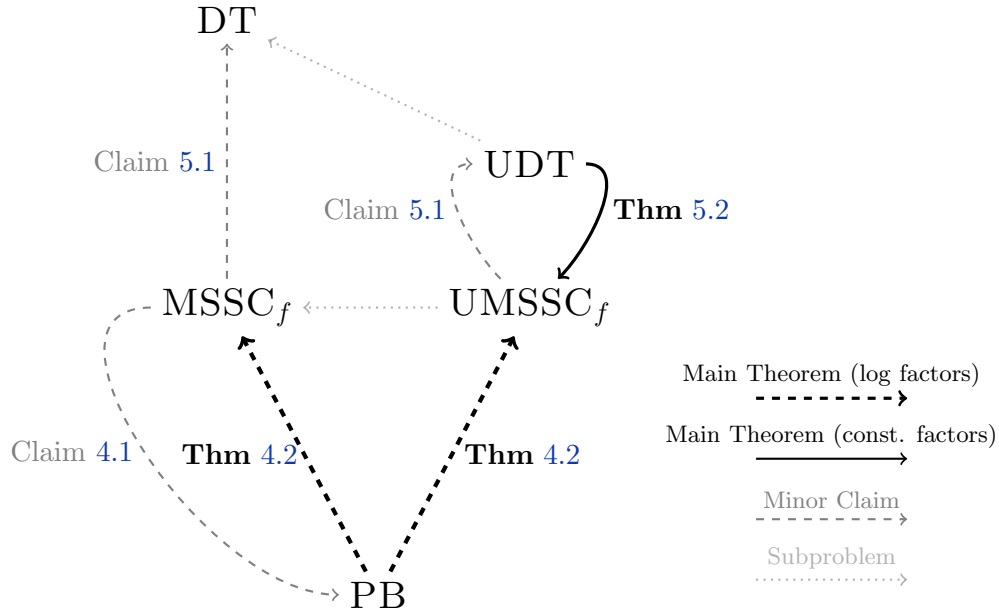 DT
UDT
Claim 5.1
Claim 5.1
Thm 5.2
MSSC_f
UMSSC_f
Main Theorem (log factors)
Main Theorem (const. factors)
Claim 4.1
Thm 4.2
Thm 4.2
Minor Claim
Subproblem
PB